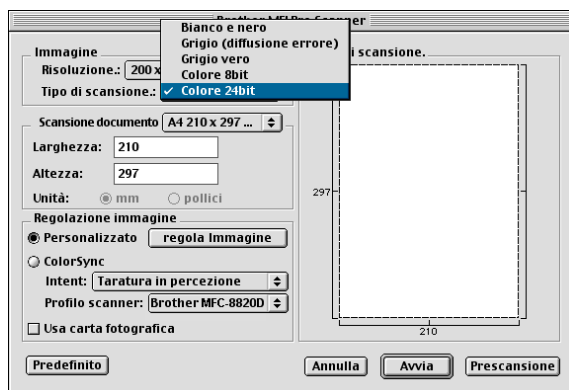 Scanner
Bianco e nero
Grigio (diffusione errore)
Grigio vero
Colore 8bit
✓ Colore 24bit
Immagine
Risoluzione.: 200 x
Tipo di scansione.:
i scansione.
Scansione documento A4 210 x 297 ...
Larghezza: 210
Altezza: 297
Unità: mm pollici
Regolazione immagine
Personalizzato regola Immagine
ColorSync
Intent: Taratura in percezione
Profilo scanner: Brother MFC-8820D
Usa carta fotografica
297
210
Predefinito
Annulla Avvia Prescansione